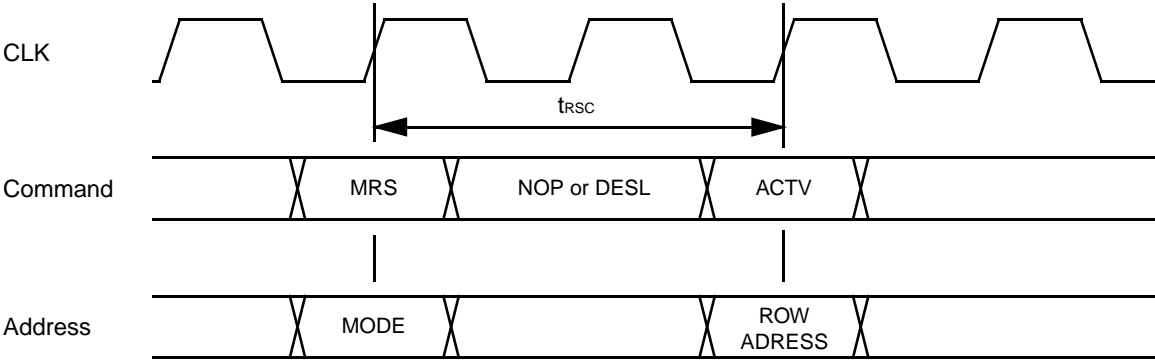 CLK
tRSC
Command
MRS
NOP or DESL
ACTV
Address
MODE
ROW
ADRESS